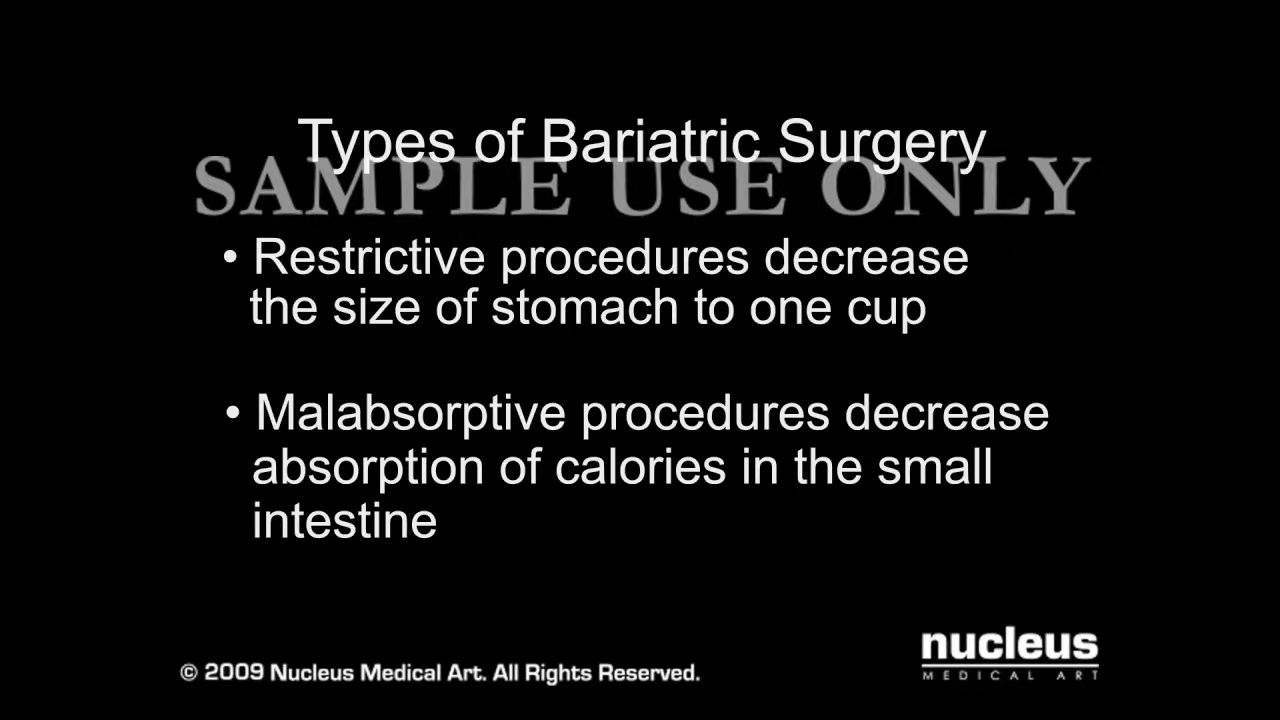 Types of Bariatric Surgery
SAMPLE USE ONLY
• Restrictive procedures decrease
the size of stomach to one cup
• Malabsorptive procedures decrease
absorption of calories in the small
intestine
nucleus
MEDICAL ART
© 2009 Nucleus Medical Art. All Rights Reserved.